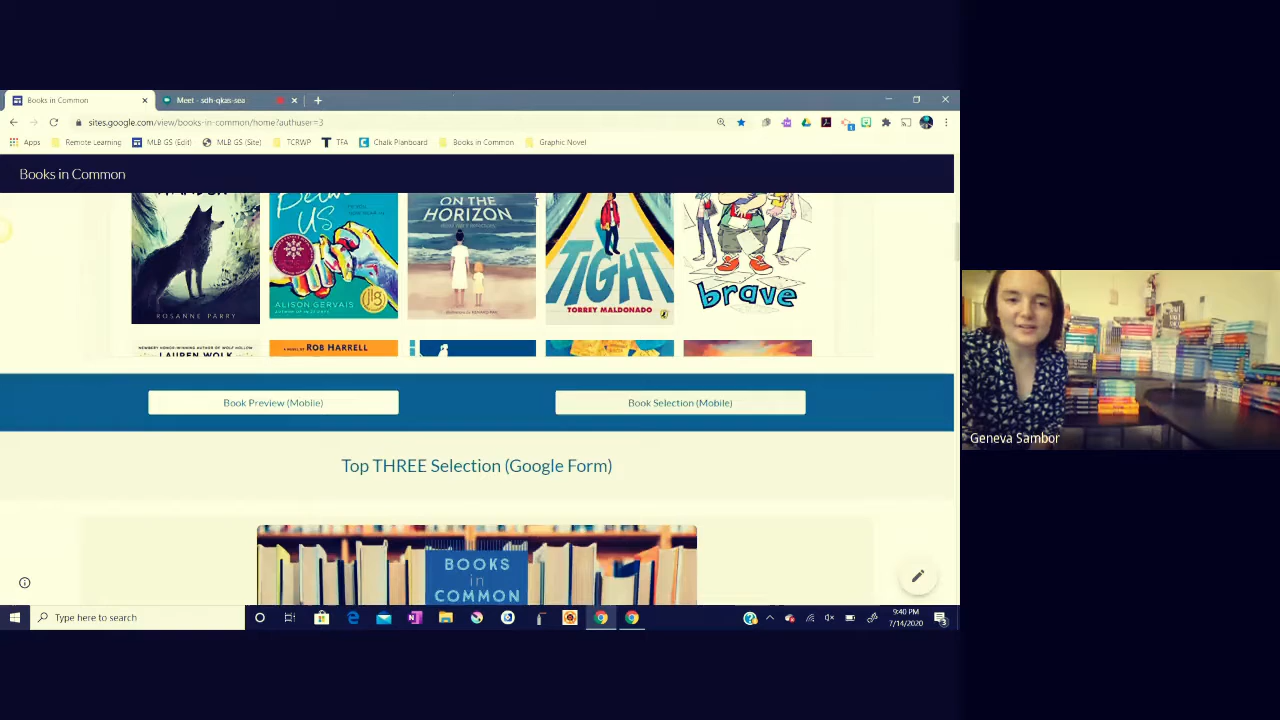 Books in Common
Meet - sdh-qkas-sea
sites.google.com/view/books-in-common/home?authuser=3
Apps
Remote Learning
MLB GS (Edit)
MLB GS (Site)
TCRWP
TFA
Chalk Planboard
Books in Common
Graphic Novel
Books in Common
ROSANNE PARRY
US
ALISON GERVAIS
ON THE
HORIZON
TIGHT
TORREY MALDONADO
brave
LAUREN WOLK
ROB HARRELL
Book Preview (Mobile)
Book Selection (Mobile)
Top THREE Selection (Google Form)
BOOKS
in
COMMON
Geneva Sambor
Type here to search
9:40 PM
7/14/2020